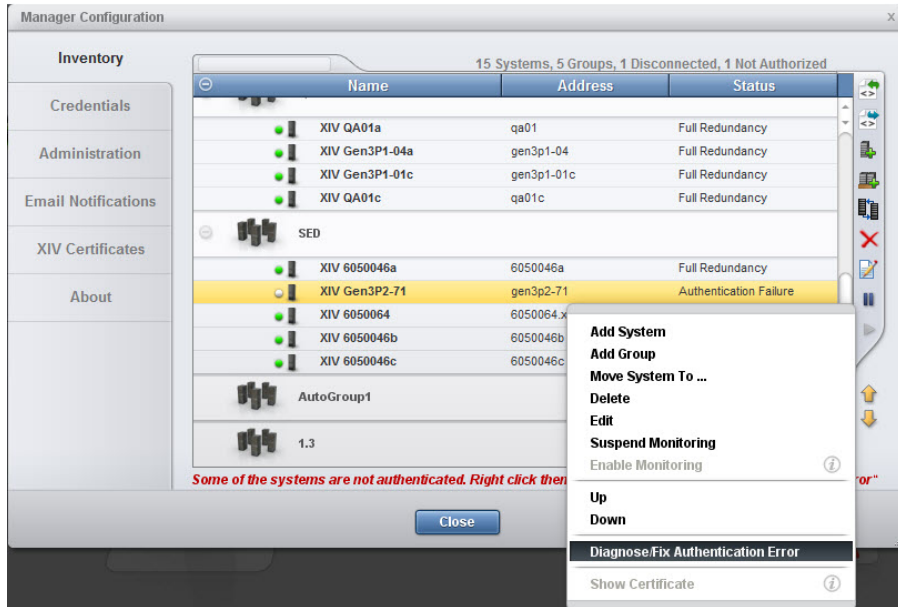 Manager Configuration
x
Inventory
Credentials
Administration
Email Notifications
XIV Certificates
About
15 Systems, 5 Groups, 1 Disconnected, 1 Not Authorized
Name Address Status
XIV QA01a qa01 Full Redundancy
XIV Gen3P1-04a gen3p1-04 Full Redundancy
XIV Gen3P1-01c gen3p1-01c Full Redundancy
XIV QA01c qa01c Full Redundancy
SED
XIV 6050046a 6050046a Full Redundancy
XIV Gen3P2-71 gen3p2-71 Authentication Failure
XIV 6050064 6050064.x
XIV 6050046b 6050046b
XIV 6050046c 6050046c
AutoGroup1
1.3
Some of the systems are not authenticated. Right click then
or"
Close
Add System
Add Group
Move System To ...
Delete
Edit
Suspend Monitoring
Enable Monitoring
Up
Down
Diagnose/Fix Authentication Error
Show Certificate